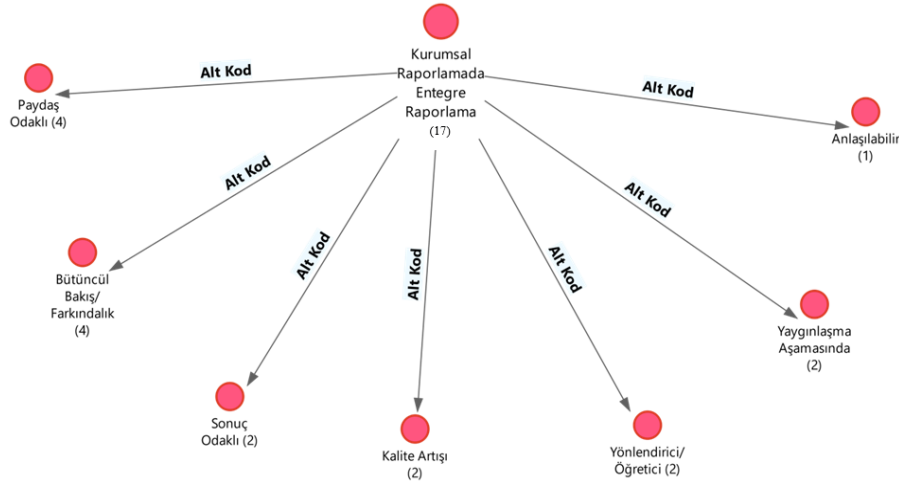 Kurumsal
Raporlamada
Entegre
Raporlama
(17)
Alt Kod
Paydaş
Odaklı (4)
Alt Kod
Bütüncül
Bakış/
Farkındalık
(4)
Alt Kod
Sonuç
Odaklı (2)
Alt Kod
Kalite Artışı
(2)
Alt Kod
Yönlendirici/
Öğretici (2)
Alt Kod
Yaygınlaşma
Aşamasında
(2)
Alt Kod
Anlaşılabilir
(1)